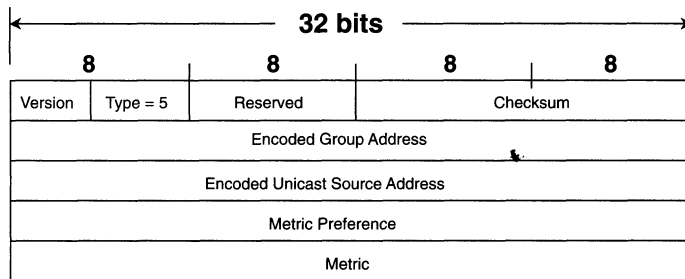 32 bits
8 8 8 8
Version Type = 5 Reserved Checksum
Encoded Group Address
Encoded Unicast Source Address
Metric Preference
Metric